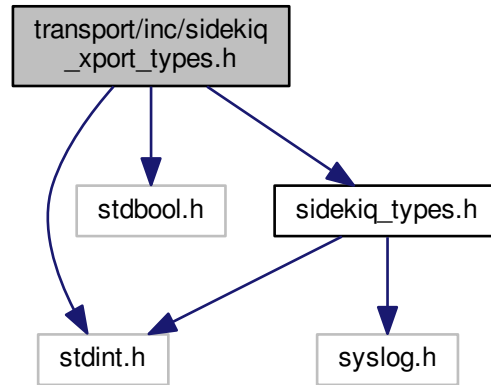 transport/inc/sidekiq
_xport_types.h
stdbool.h
sidekiq_types.h
stdint.h
syslog.h